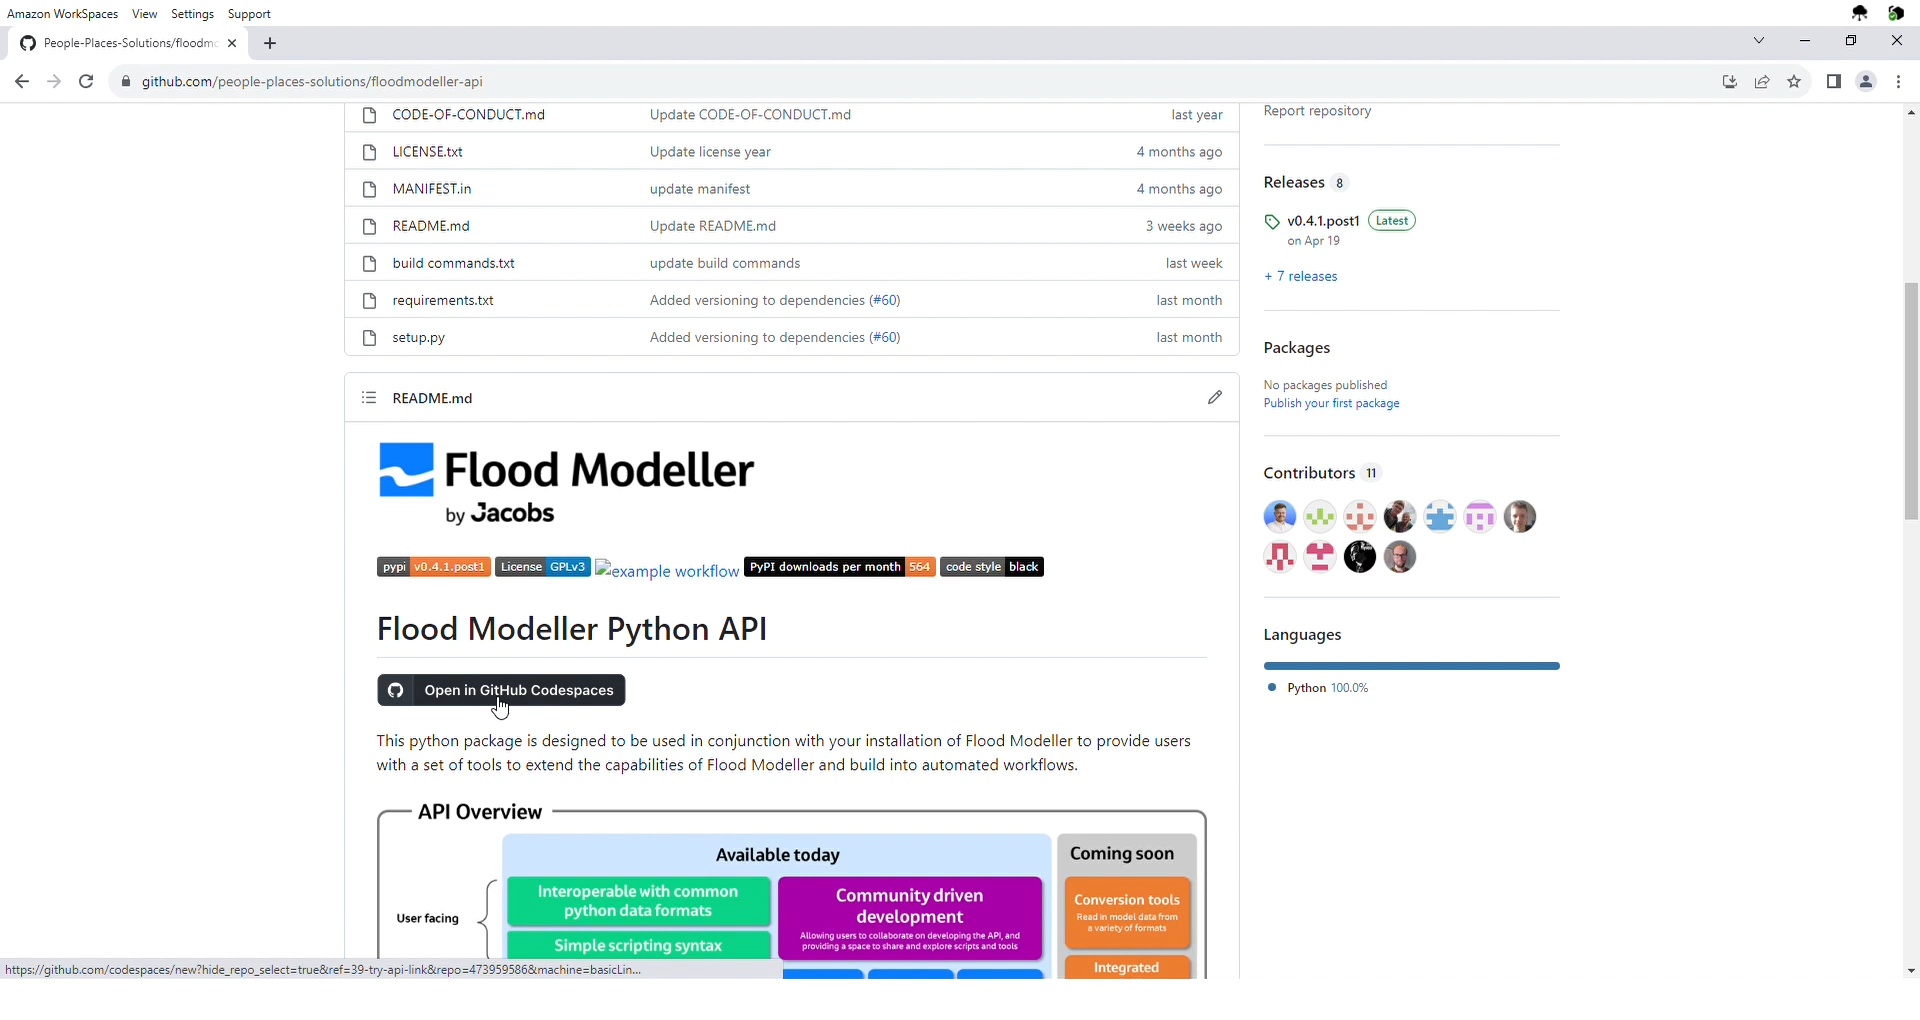 Amazon WorkSpaces View Settings Support
People-Places-Solutions/floodmo
github.com/people-places-solutions/floodmodeller-api
CODE-OF-CONDUCT.md Update CODE-OF-CONDUCT.md last year
Report repository
LICENSE.txt Update license year 4 months ago
MANIFEST.in update manifest 4 months ago
Releases 8
README.md Update README.md 3 weeks ago
v0.4.1.post1 Latest
on Apr 19
build commands.txt update build commands last week
+ 7 releases
requirements.txt Added versioning to dependencies (#60) last month
setup.py Added versioning to dependencies (#60) last month
Packages
No packages published
Publish your first package
README.md
Flood Modeller
by Jacobs
Contributors 11
pypi v0.4.1.post1 License GPLv3 example workflow PyPI downloads per month 564 code style black
Flood Modeller Python API
Languages
Python 100.0%
Open in GitHub Codespaces
This python package is designed to be used in conjunction with your installation of Flood Modeller to provide users
with a set of tools to extend the capabilities of Flood Modeller and build into automated workflows.
API Overview
Available today
Coming soon
User facing
Interoperable with common
python data formats
Simple scripting syntax
Community driven
development
Allowing users to collaborate on developing the API, and
providing a space to share and explore scripts and tools
Conversion tools
Read in model data from
a variety of formats
Integrated
https://github.com/codespaces/new?hide_repo_select=true&ref=39-try-api-link&repo=473959586&machine=basicLin...